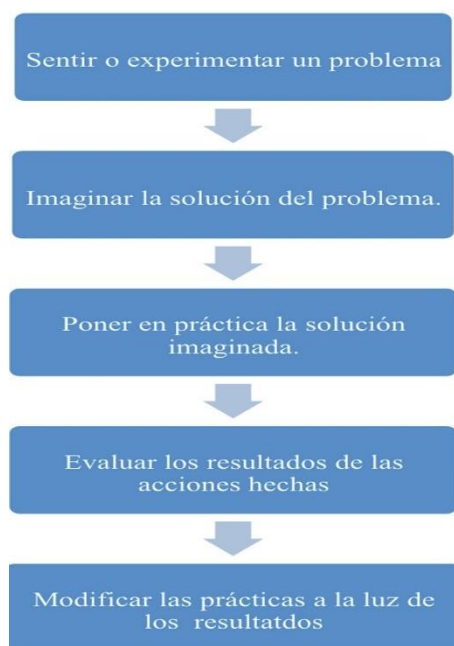 Sentir o experimentar un problema
Imaginar la solución del problema.
Poner en práctica la solución
imaginada.
Evaluar los resultados de las
acciones hechas
Modificar las prácticas a la luz de
los resultatdos